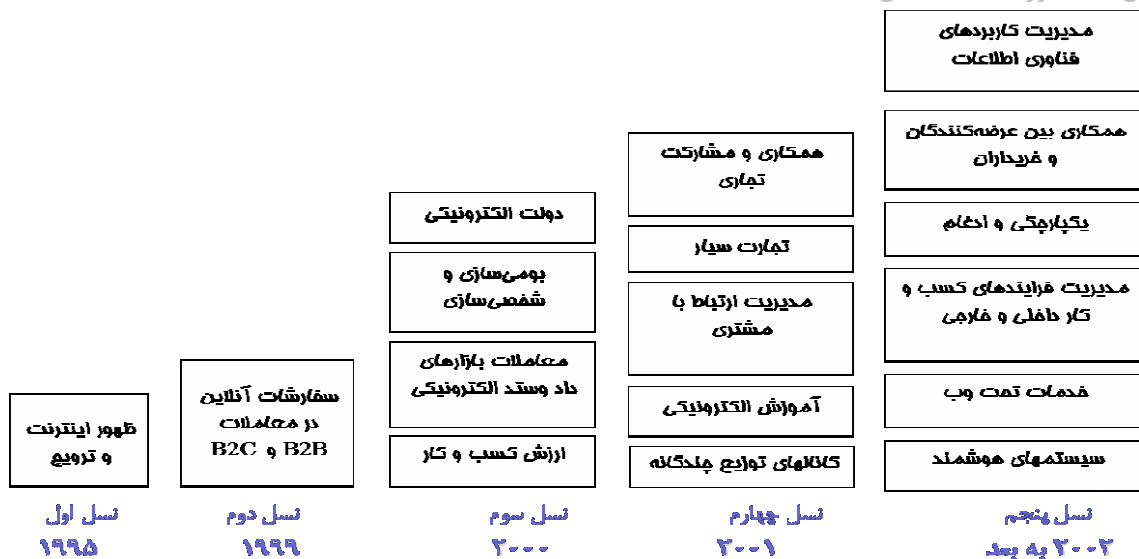 مدیریت کاربردهای
فناوری اطلاعات
همکاری بین عرضه‌کنندگان
و خریداران
یکپارچگی و ادغام
مدیریت فرایندهای کسب و
کار داخلی و خارجی
خدمات تحت وب
سیستمهای هوشمند
نسل پنجم
۲۰۰۲ به بعد
همکاری و مشارکت
تجاری
تجارت سیار
مدیریت ارتباط با
مشتری
آموزش الکترونیکی
کانالهای توزیع چندگانه
نسل چهارم
۲۰۰۱
دولت الکترونیکی
بومی‌سازی و
شخصی‌سازی
معاملات بازارهای
داد وستد الکترونیکی
ارزش کسب و کار
نسل سوم
۲۰۰۰
سفارشات آنلاین
در معاملات
B2B و B2C
نسل دوم
۱۹۹۹
ظهور اینترنت
و ترویج
نسل اول
۱۹۹۵